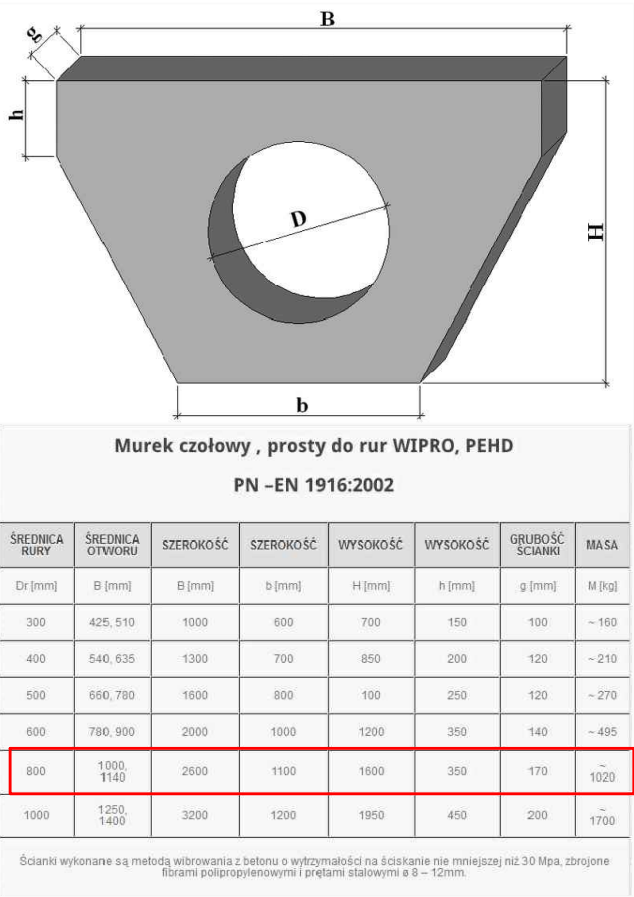 B
g
h
D
H
b
Murek czołowy , prosty do rur WIPRO, PEHD
PN –EN 1916:2002
ŚREDNICA RURY ŚREDNICA OTWORU SZEROKOŚĆ SZEROKOŚĆ WYSOKOŚĆ WYSOKOŚĆ GRUBOŚĆ ŚCIANKI MASA
Dr [mm] B [mm] B [mm] b [mm] H [mm] h [mm] g [mm] M [kg]
300 425, 510 1000 600 700 150 100 ~ 160
400 540, 635 1300 700 850 200 120 ~ 210
500 660, 780 1600 800 100 250 120 ~ 270
600 780, 900 2000 1000 1200 350 140 ~ 495
800 1000, 1140 2600 1100 1600 350 170 ~ 1020
1000 1250, 1400 3200 1200 1950 450 200 ~ 1700
Ścianki wykonane są metodą wibrowania z betonu o wytrzymałości na ściskanie nie mniejszej niż 30 Mpa, zbrojone
fibrami polipropylenowymi i prętami stalowymi ø 8 – 12mm.